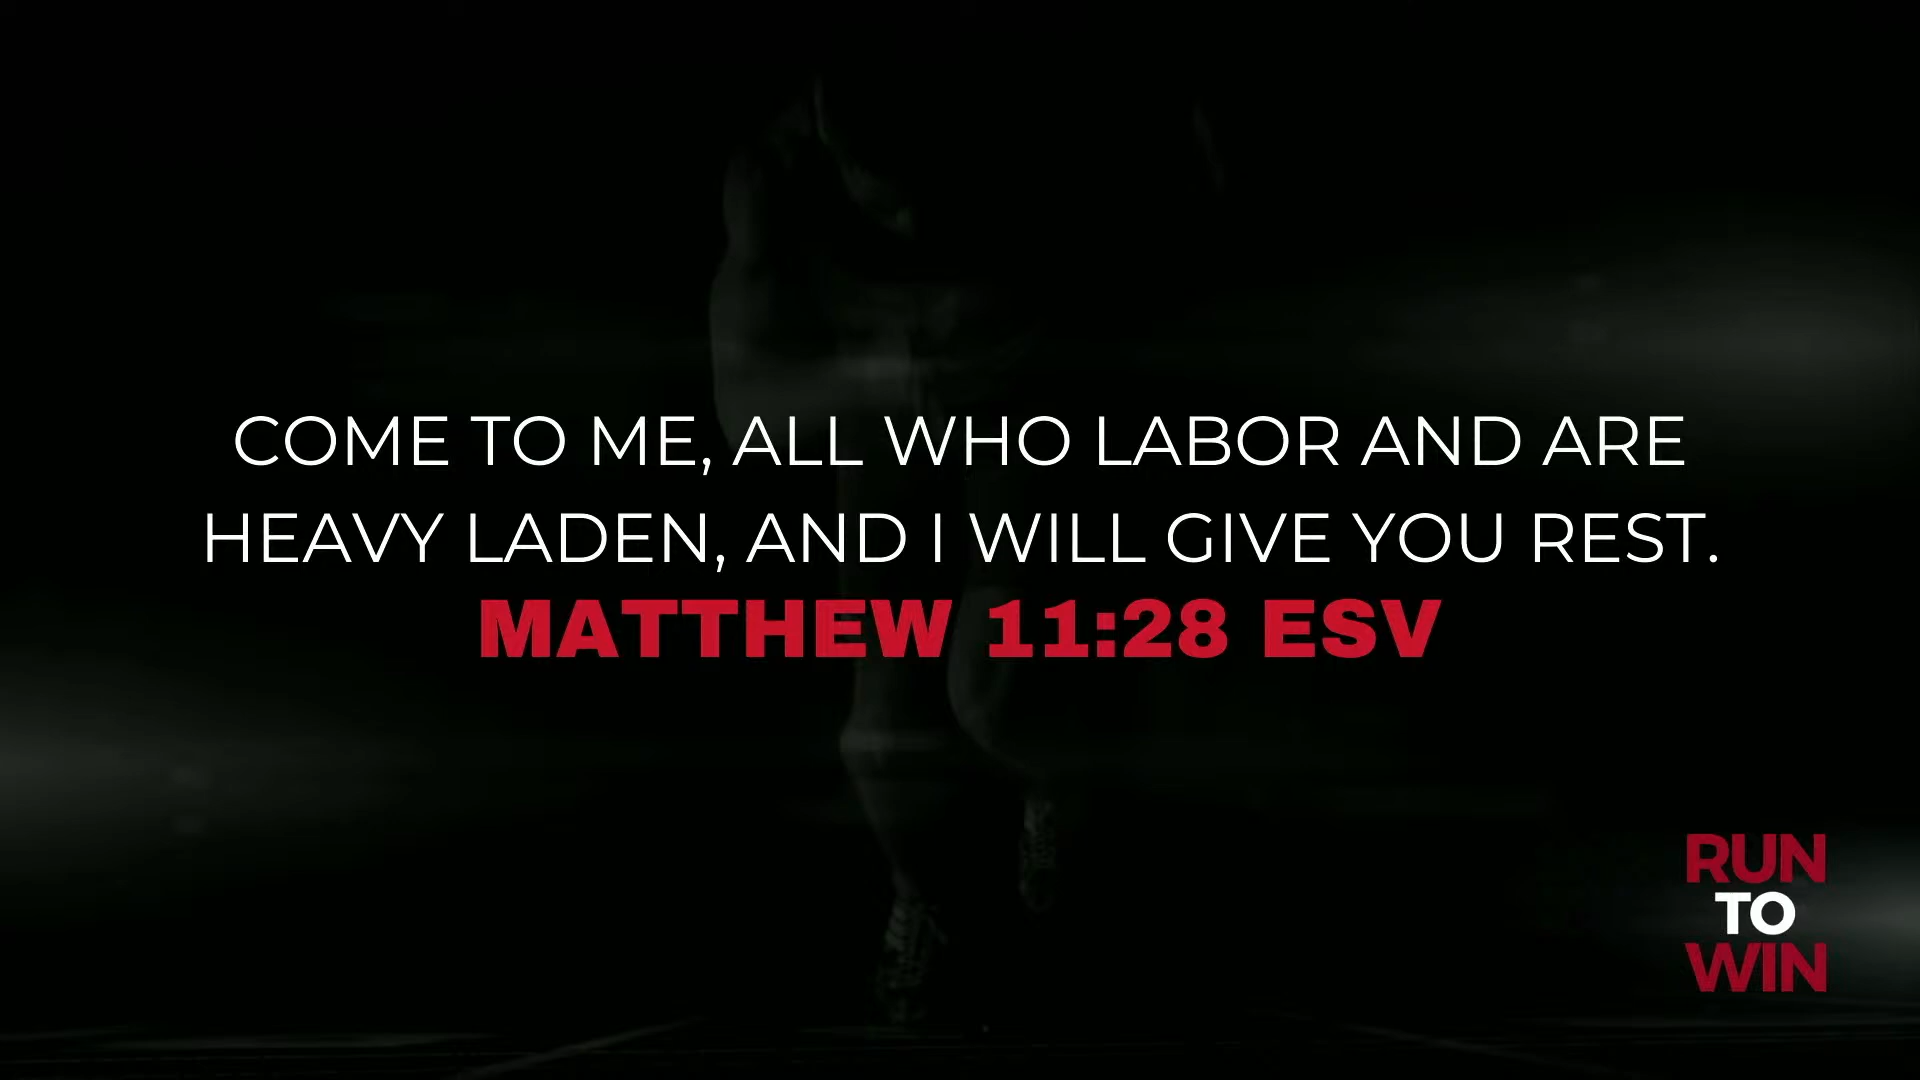 COME TO ME, ALL WHO LABOR AND ARE
HEAVY LADEN, AND I WILL GIVE YOU REST.
MATTHEW 11:28 ESV
RUN
TO
WIN